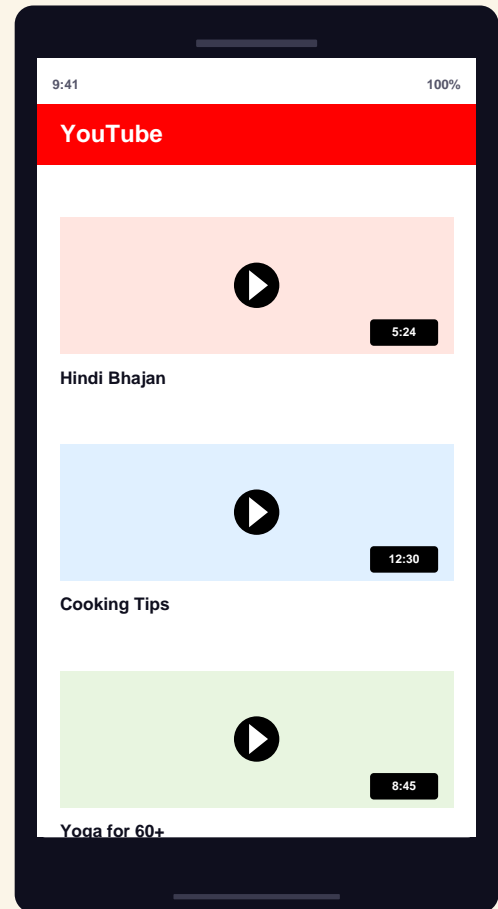 9:41 100%
YouTube
5:24
Hindi Bhajan
12:30
Cooking Tips
8:45
Yoga for 60+